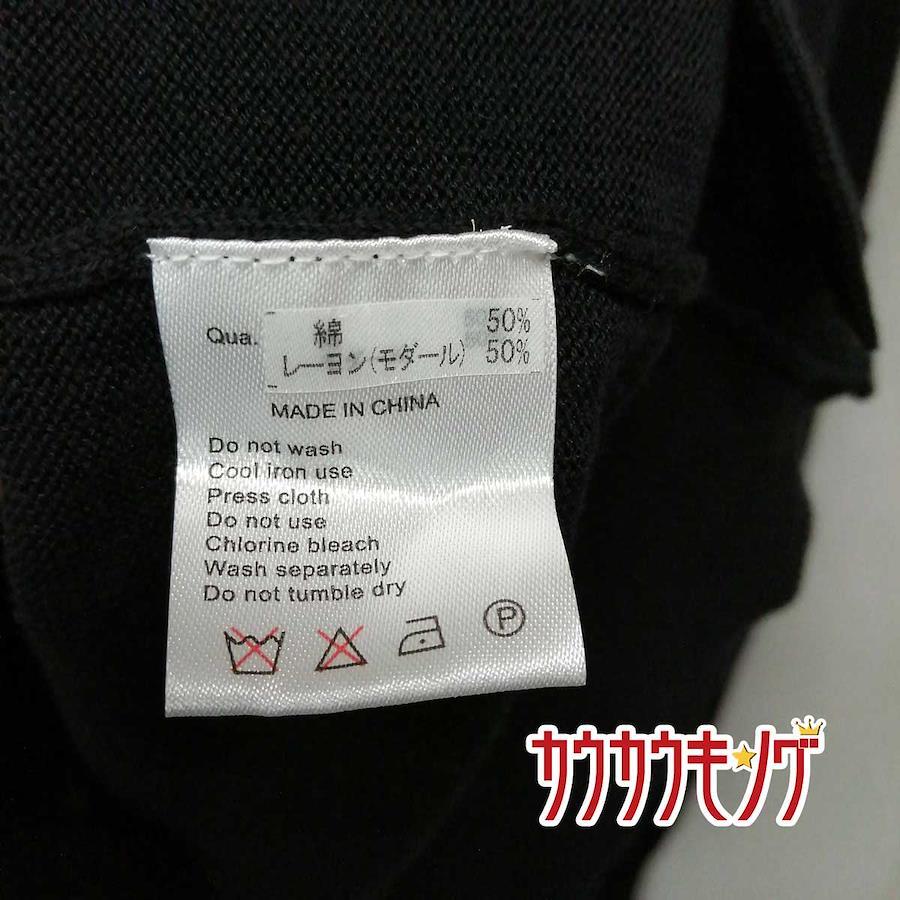 Qua. 綿 50%
レーヨン(モダール) 50%
MADE IN CHINA
Do not wash
Cool iron use
Press cloth
Do not use
Chlorine bleach
Wash separately
Do not tumble dry
P
カウカウキング